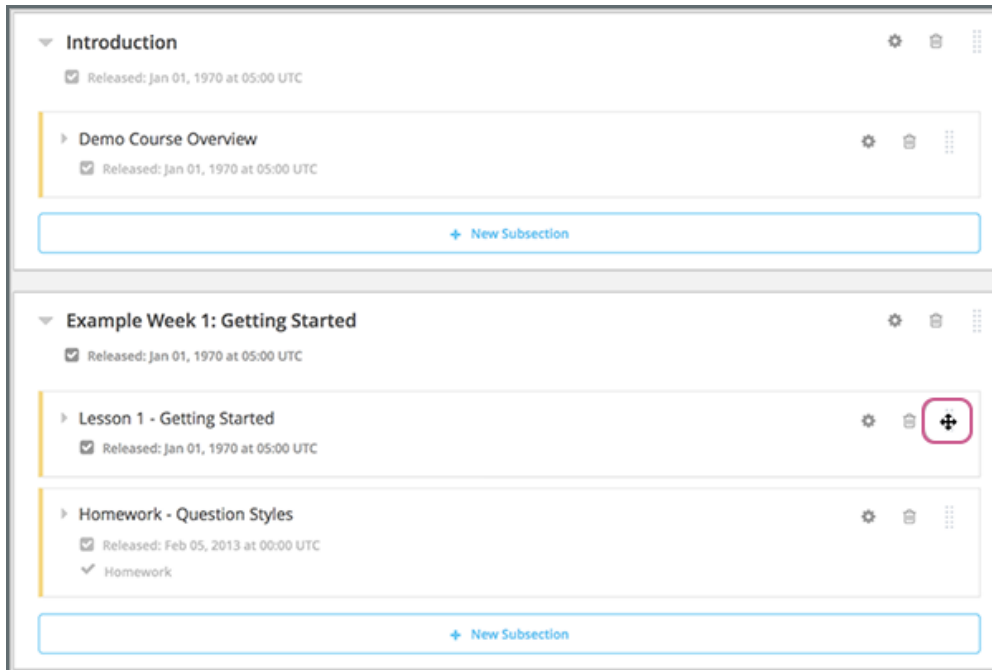 Introduction
Released: Jan 01, 1970 at 05:00 UTC
Demo Course Overview
Released: Jan 01, 1970 at 05:00 UTC
+ New Subsection
Example Week 1: Getting Started
Released: Jan 01, 1970 at 05:00 UTC
Lesson 1 - Getting Started
Released: Jan 01, 1970 at 05:00 UTC
Homework - Question Styles
Released: Feb 05, 2013 at 00:00 UTC
Homework
+ New Subsection